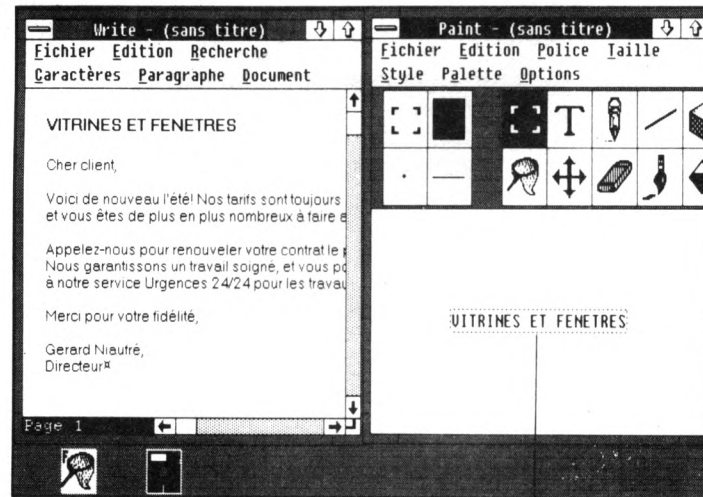 Write - (sans titre)
Fichier Edition Recherche
Caractères Paragraphe Document
VITRINES ET FENETRES
Cher client,
Voici de nouveau l'été! Nos tarifs sont toujours
et vous êtes de plus en plus nombreux à faire
Appelez-nous pour renouveler votre contrat le
Nous garantissons un travail soigné, et vous
à notre service Urgences 24/24 pour les
Merci pour votre fidélité,
Gerard Niaufré,
Directeur¤
Page 1
Paint - (sans titre)
Fichier Edition Police Taille
Style Palette Options
T
VITRINES ET FENETRES